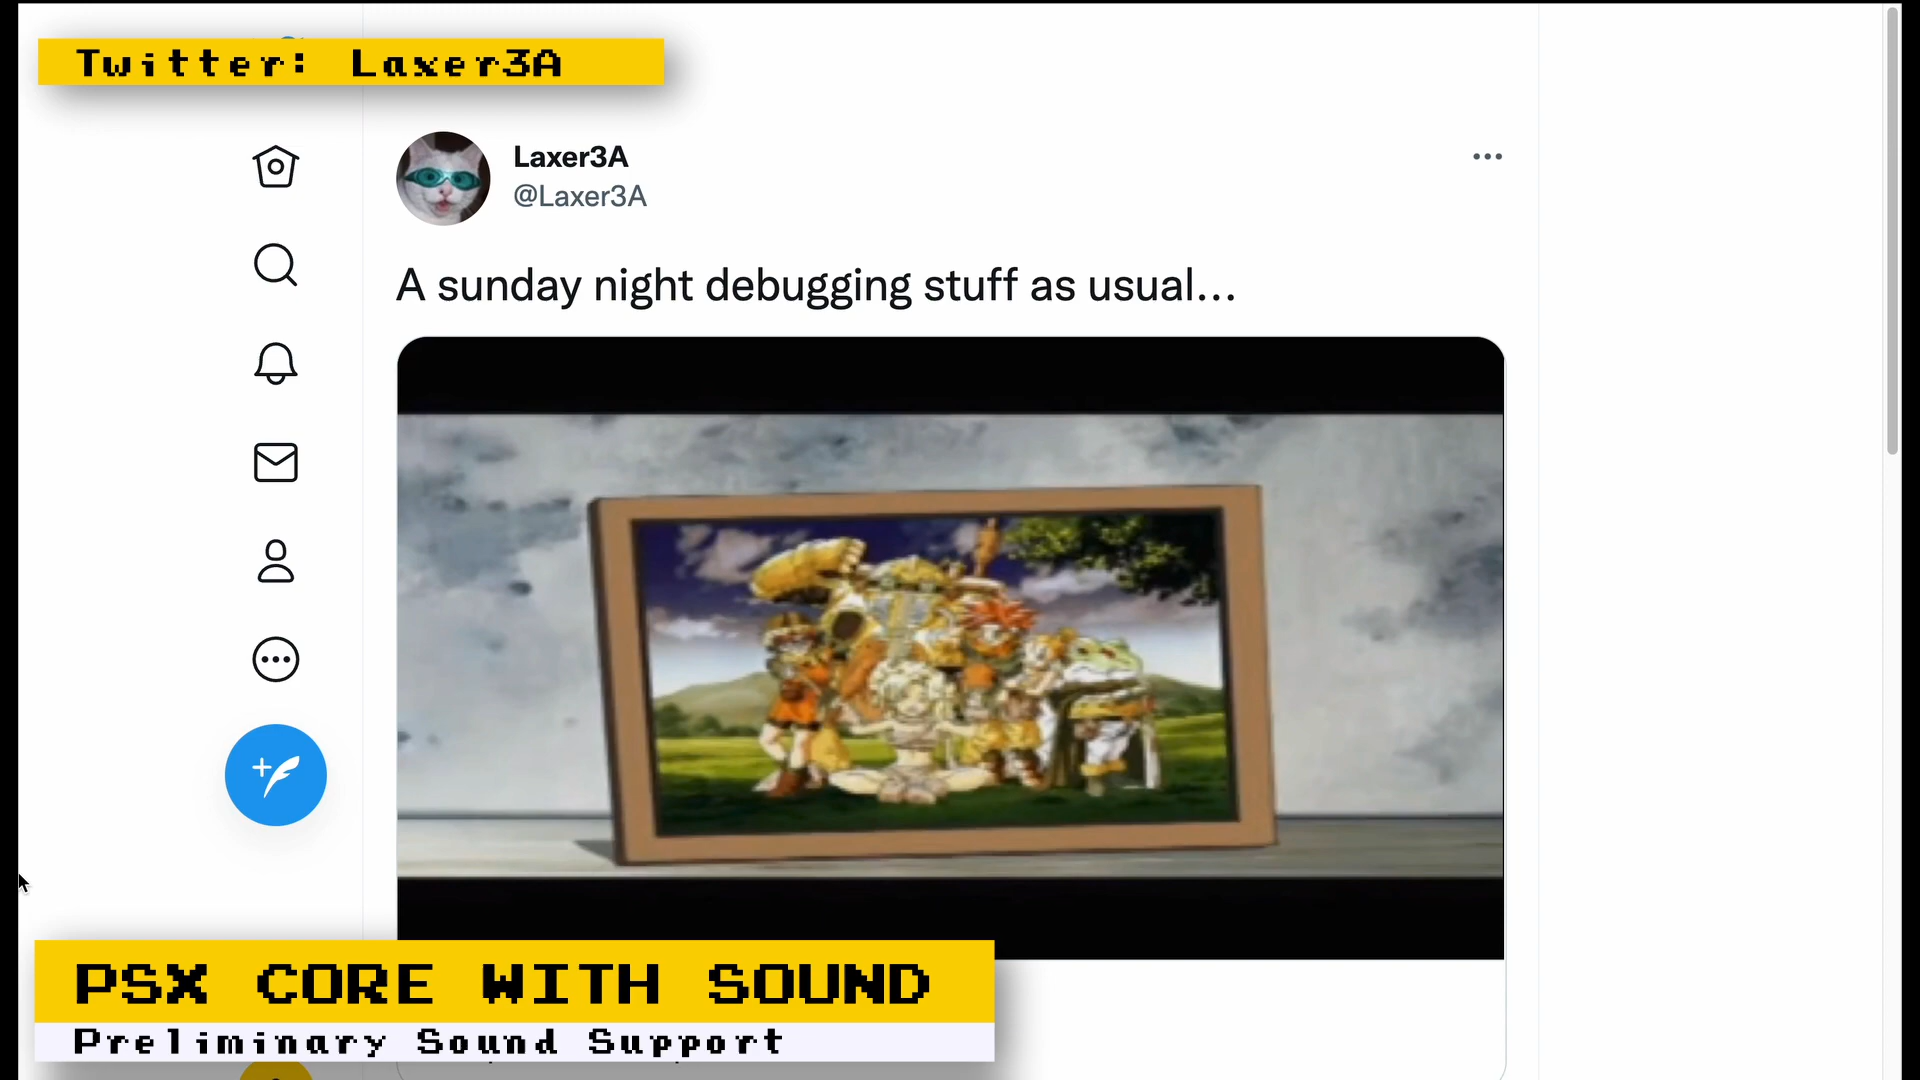 Twitter: Laxer3A
Laxer3A
@Laxer3A
A sunday night debugging stuff as usual...
PSX CORE WITH SOUND
Preliminary Sound Support